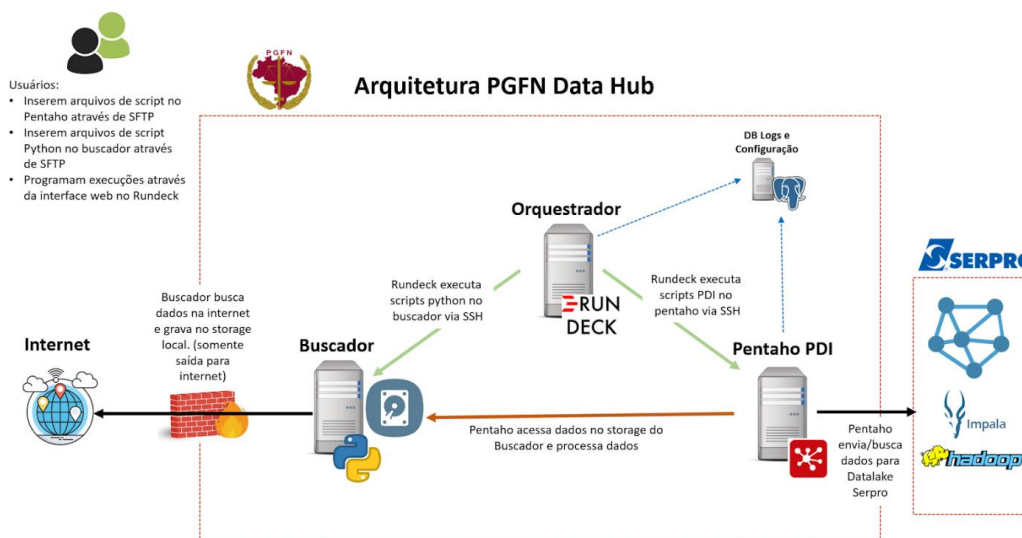 PGFN
Arquitetura PGFN Data Hub
Usuários:
• Inserem arquivos de script no
Pentaho através de SFTP
• Inserem arquivos de script
Python no buscador através
de SFTP
• Programam execuções através
da interface web no Rundeck
DB Logs e
Configuração
Orquestrador
RUN
DECK
Rundeck executa
scripts python no
buscador via SSH
Rundeck executa
scripts PDI no
pentaho via SSH
SERPRO
Buscador busca
dados na internet
e grava no storage
local. (somente
saída para
internet)
Internet
Buscador
Pentaho PDI
Pentaho acessa dados no storage do
Buscador e processa dados
Pentaho
envia/busca
dados para
Datalake
Serpro
Impala
hadoop